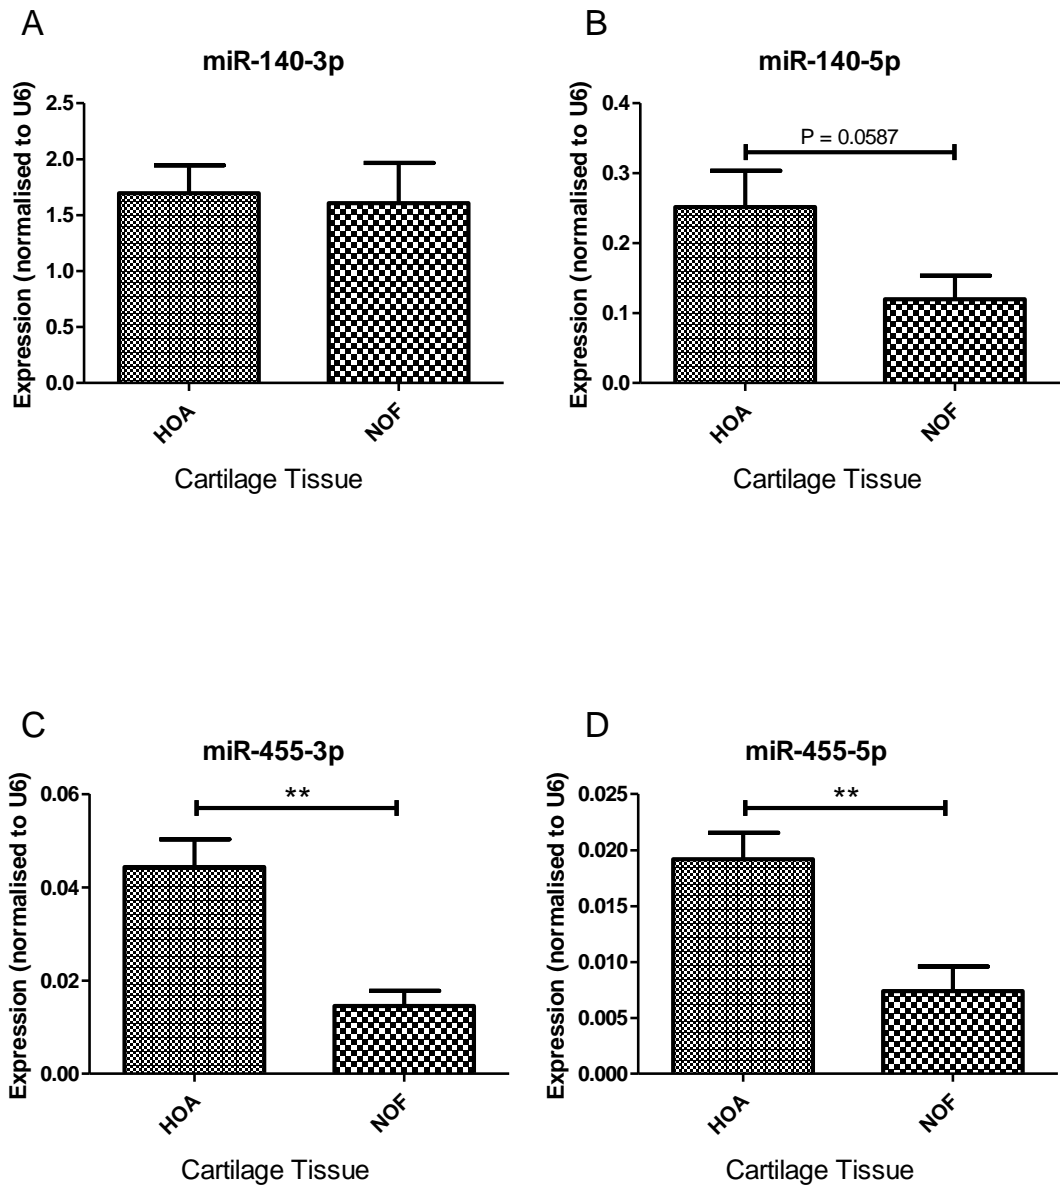 A
miR-140-3p
Expression (normalised to U6)
2.5
2.0
1.5
1.0
0.5
0.0
HOA
NOF
Cartilage Tissue
B
miR-140-5p
Expression (normalised to U6)
0.4
0.3
0.2
0.1
0.0
P = 0.0587
HOA
NOF
Cartilage Tissue
C
miR-455-3p
Expression (normalised to U6)
0.06
0.04
0.02
0.00
**
HOA
NOF
Cartilage Tissue
D
miR-455-5p
Expression (normalised to U6)
0.025
0.020
0.015
0.010
0.005
0.000
**
HOA
NOF
Cartilage Tissue